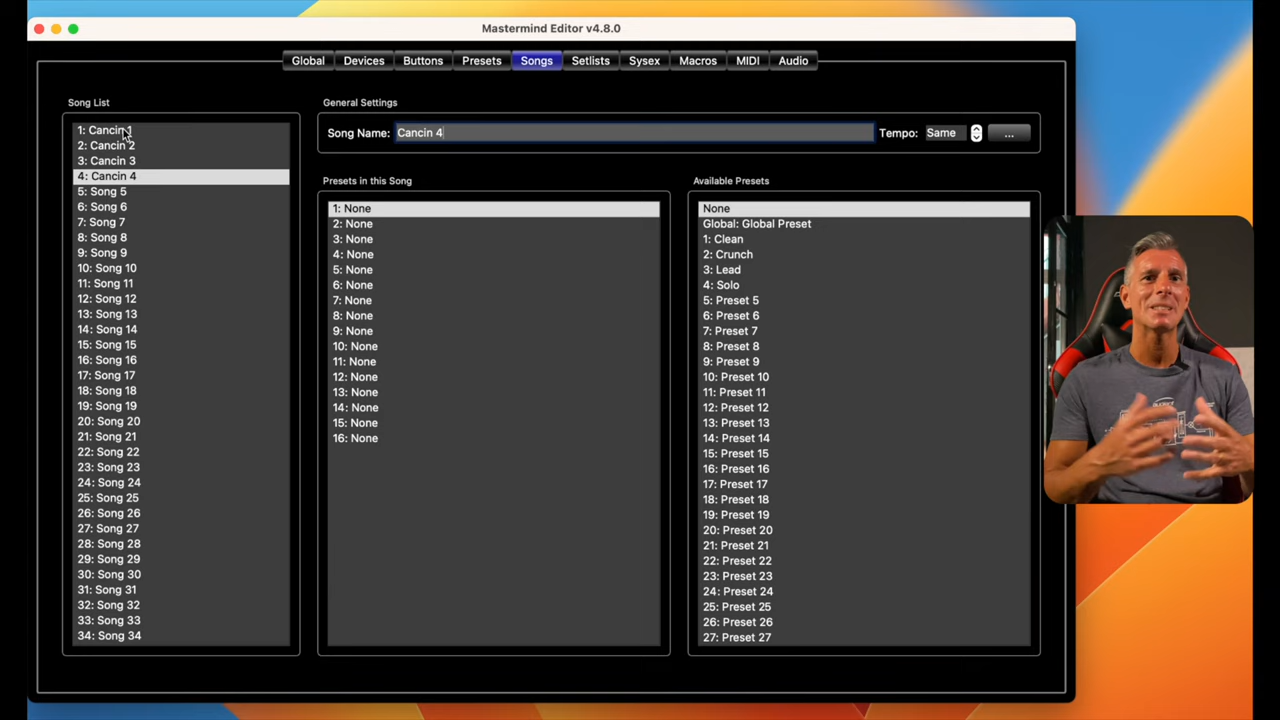 Mastermind Editor v4.8.0
Global Devices Buttons Presets Songs Setlists Sysex Macros MIDI Audio
Song List
1: Cancin 1
2: Cancin 2
3: Cancin 3
4: Cancin 4
5: Song 5
6: Song 6
7: Song 7
8: Song 8
9: Song 9
10: Song 10
11: Song 11
12: Song 12
13: Song 13
14: Song 14
15: Song 15
16: Song 16
17: Song 17
18: Song 18
19: Song 19
20: Song 20
21: Song 21
22: Song 22
23: Song 23
24: Song 24
25: Song 25
26: Song 26
27: Song 27
28: Song 28
29: Song 29
30: Song 30
31: Song 31
32: Song 32
33: Song 33
34: Song 34
General Settings
Song Name: Cancin 4 Tempo: Same ...
Presets in this Song
1: None
2: None
3: None
4: None
5: None
6: None
7: None
8: None
9: None
10: None
11: None
12: None
13: None
14: None
15: None
16: None
Available Presets
None
Global: Global Preset
1: Clean
2: Crunch
3: Lead
4: Solo
5: Preset 5
6: Preset 6
7: Preset 7
8: Preset 8
9: Preset 9
10: Preset 10
11: Preset 11
12: Preset 12
13: Preset 13
14: Preset 14
15: Preset 15
16: Preset 16
17: Preset 17
18: Preset 18
19: Preset 19
20: Preset 20
21: Preset 21
22: Preset 22
23: Preset 23
24: Preset 24
25: Preset 25
26: Preset 26
27: Preset 27